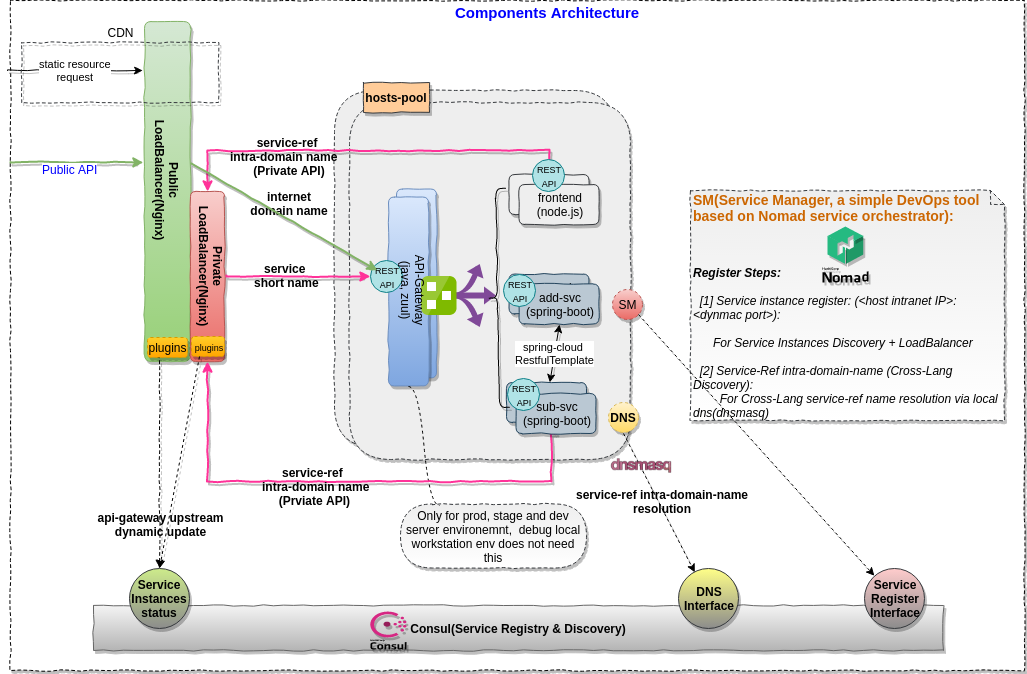 Components Architecture
CDN
static resource
request
Public API
Public
LoadBalancer(Nginx)
Private
LoadBalancer(Nginx)
plugins
plugins
hosts-pool
service-ref
intra-domain name
(Private API)
internet
domain name
service
short name
REST
API
API-Gateway
(java, zuul)
REST
API
frontend
(node.js)
REST
API
add-svc
(spring-boot)
spring-cloud
RestfulTemplate
REST
API
sub-svc
(spring-boot)
SM
DNS
dnsmasq
SM(Service Manager, a simple DevOps tool
based on Nomad service orchestrator):
HashiCorp
Nomad
Register Steps:
[1] Service instance register: (<host intranet IP>:
<dynmac port>):
For Service Instances Discovery + LoadBalancer
[2] Service-Ref intra-domain-name (Cross-Lang
Discovery):
For Cross-Lang service-ref name resolution via local
dns(dnsmasq)
service-ref
intra-domain name
(Prviate API)
service-ref intra-domain-name
resolution
Only for prod, stage and dev
server environemnt, debug local
workstation env does not need
this
api-gateway upstream
dynamic update
Service
Instances
status
DNS
Interface
Service
Register
Interface
Consul
Consul(Service Registry & Discovery)